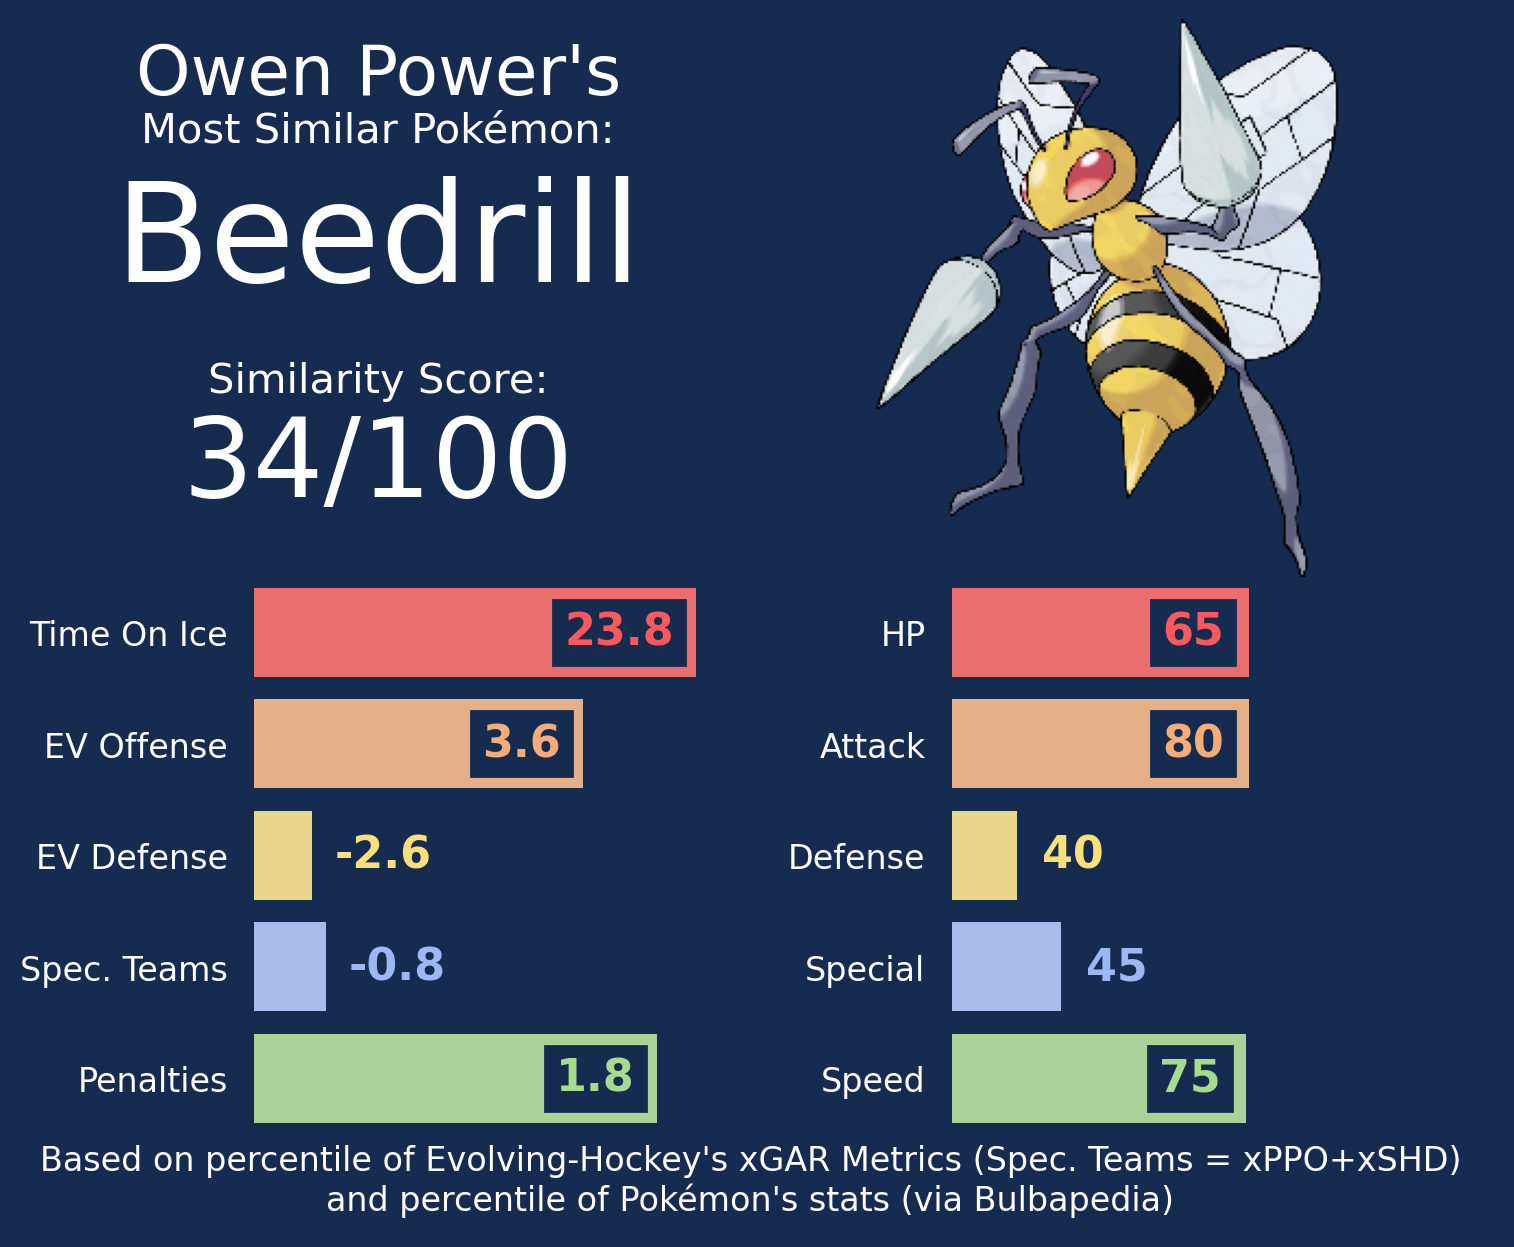 Owen Power's
Most Similar Pokémon:
Beedrill
Similarity Score:
34/100
Time On Ice 23.8
EV Offense 3.6
EV Defense -2.6
Spec. Teams -0.8
Penalties 1.8
HP 65
Attack 80
Defense 40
Special 45
Speed 75
Based on percentile of Evolving-Hockey's xGAR Metrics (Spec. Teams = xPPO+xSHD)
and percentile of Pokémon's stats (via Bulbapedia)